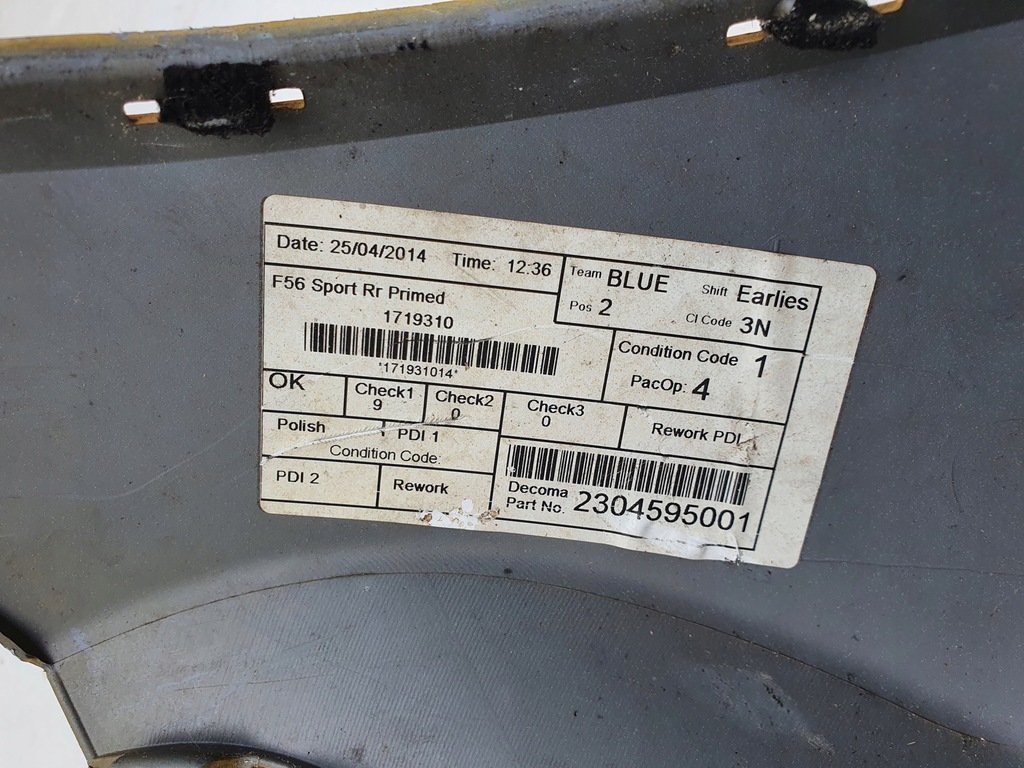 Date: 25/04/2014 Time: 12:36
Team BLUE Shift Earlies
Pos 2 CI Code 3N
F56 Sport Rr Primed
1719310
*171931014*
Condition Code 1
PacOp: 4
OK
Check1
9
Check2
0
Check3
0
Rework PDI
Polish
PDI 1
Condition Code:
PDI 2
Rework
Decoma
Part No. 2304595001